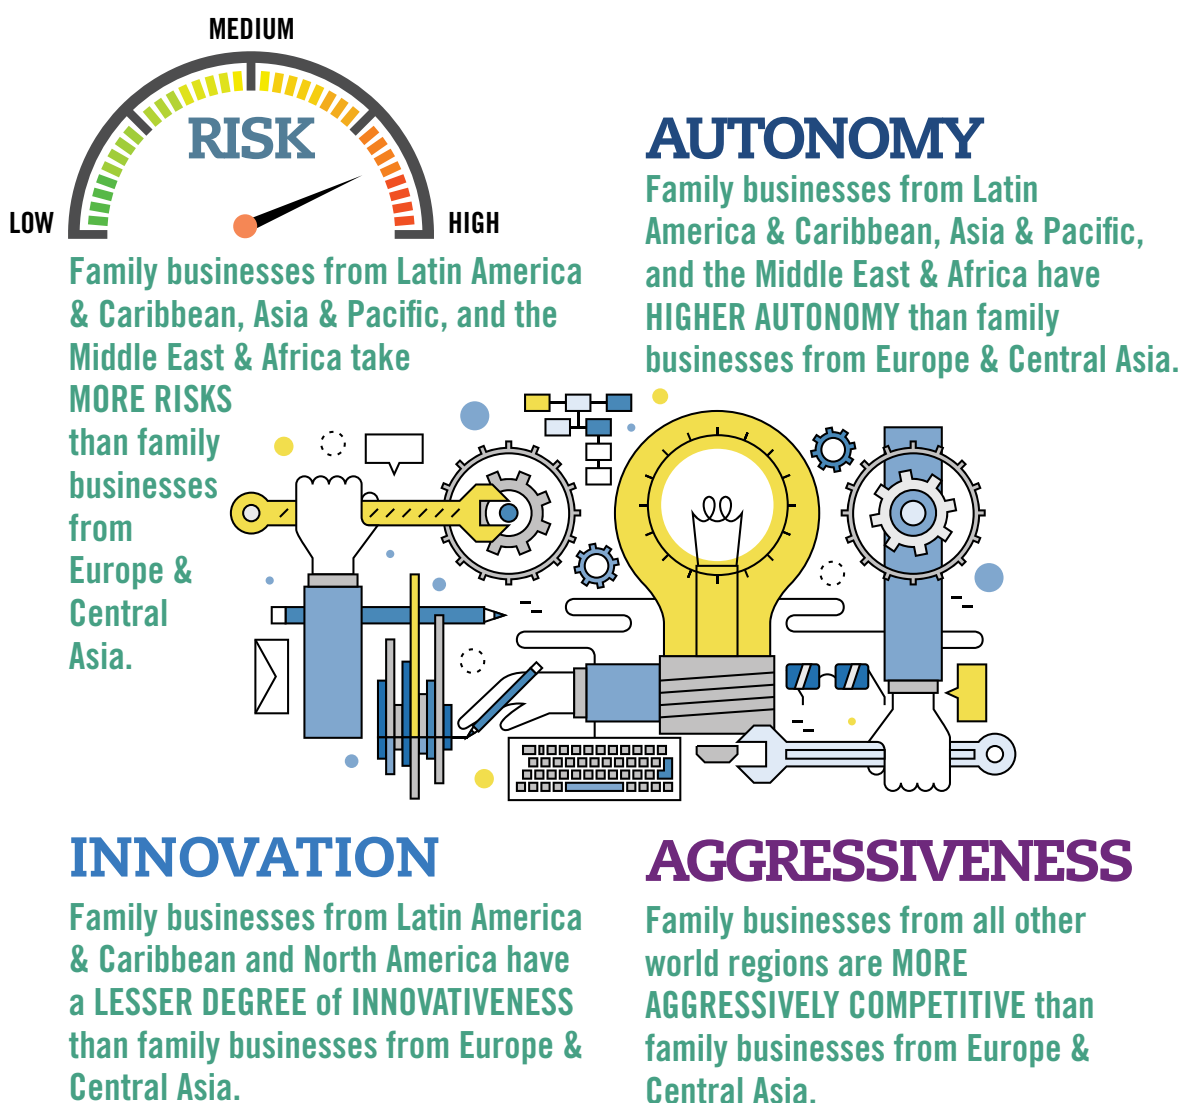 MEDIUM
RISK
LOW
HIGH
Family businesses from Latin America
& Caribbean, Asia & Pacific, and the
Middle East & Africa take
MORE RISKS
than family
businesses
from
Europe &
Central
Asia.
AUTONOMY
Family businesses from Latin
America & Caribbean, Asia & Pacific,
and the Middle East & Africa have
HIGHER AUTONOMY than family
businesses from Europe & Central Asia.
INNOVATION
Family businesses from Latin America
& Caribbean and North America have
a LESSER DEGREE of INNOVATIVENESS
than family businesses from Europe &
Central Asia.
AGGRESSIVENESS
Family businesses from all other
world regions are MORE
AGGRESSIVELY COMPETITIVE than
family businesses from Europe &
Central Asia.